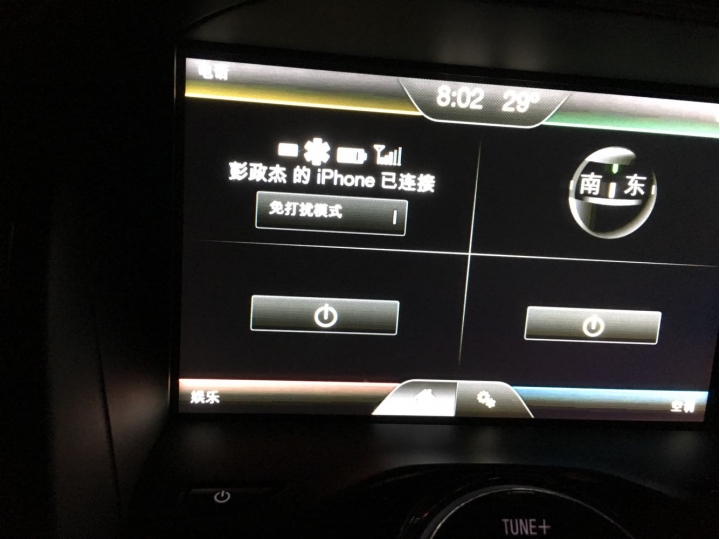 电话
8:02 29°
彭政杰 的 iPhone 已连接
免打扰模式
南 东
娱乐
空调
TUNE+